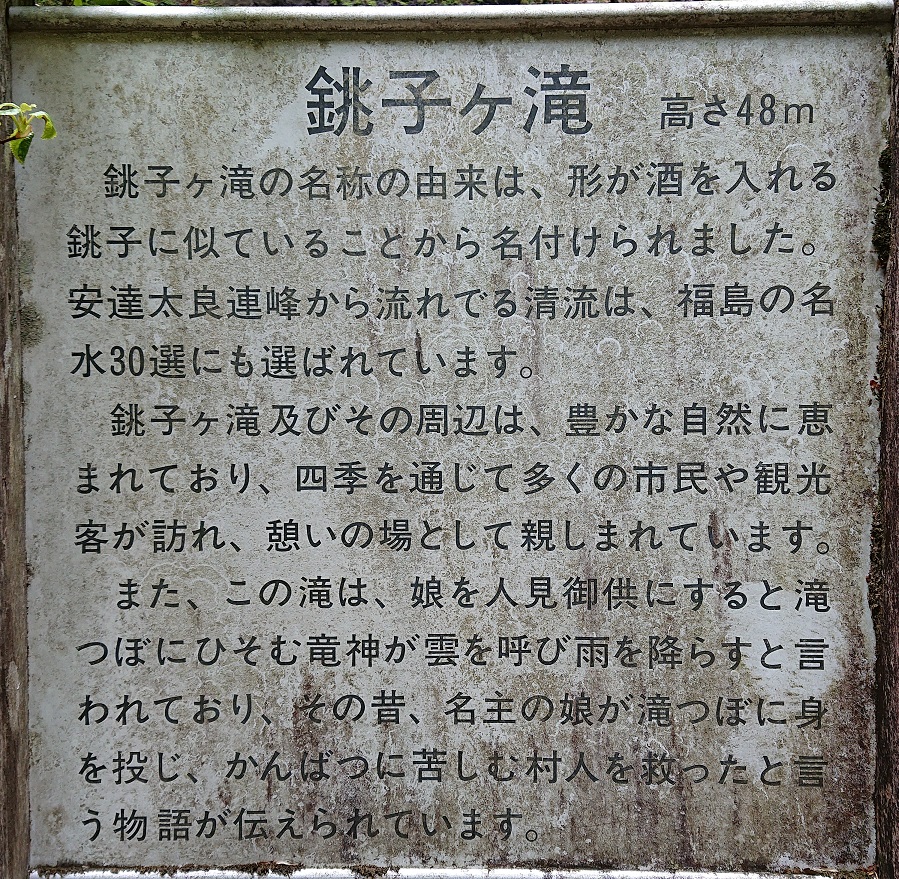 銚子ヶ滝 高さ48m
銚子ヶ滝の名称の由来は、形が酒を入れる
銚子に似ていることから名付けられました。
安達太良連峰から流れでる清流は、福島の名
水30選にも選ばれています。
銚子ヶ滝及びその周辺は、豊かな自然に恵
まれており、四季を通じて多くの市民や観光
客が訪れ、憩いの場として親しまれています。
また、この滝は、娘を人見御供にすると滝
つぼにひそむ竜神が雲を呼び雨を降らすと言
われており、その昔、名主の娘が滝つぼに身
を投じ、かんばつに苦しむ村人を救ったと言
う物語が伝えられています。